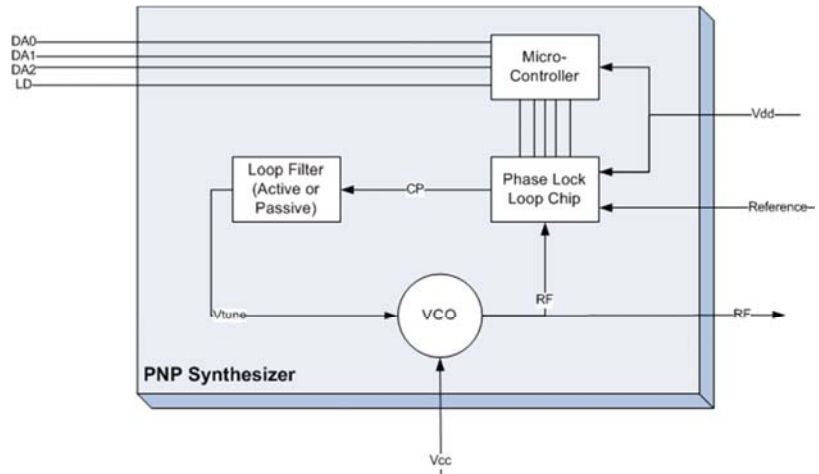 DA0
DA1
DA2
LD
Micro-
Controller
Vdd
Loop Filter
(Active or
Passive)
CP
Phase Lock
Loop Chip
Reference
RF
Vtune
VCO
RF
PNP Synthesizer
Vcc